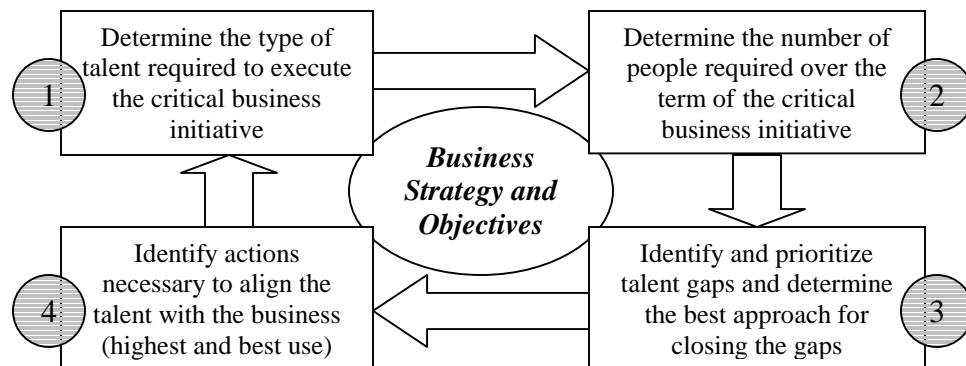 1
Determine the type of
talent required to execute
the critical business
initiative
Determine the number of
people required over the
term of the critical
business initiative
2
Business
Strategy and
Objectives
Identify and prioritize
talent gaps and determine
the best approach for
closing the gaps
3
4
Identify actions
necessary to align the
talent with the business
(highest and best use)